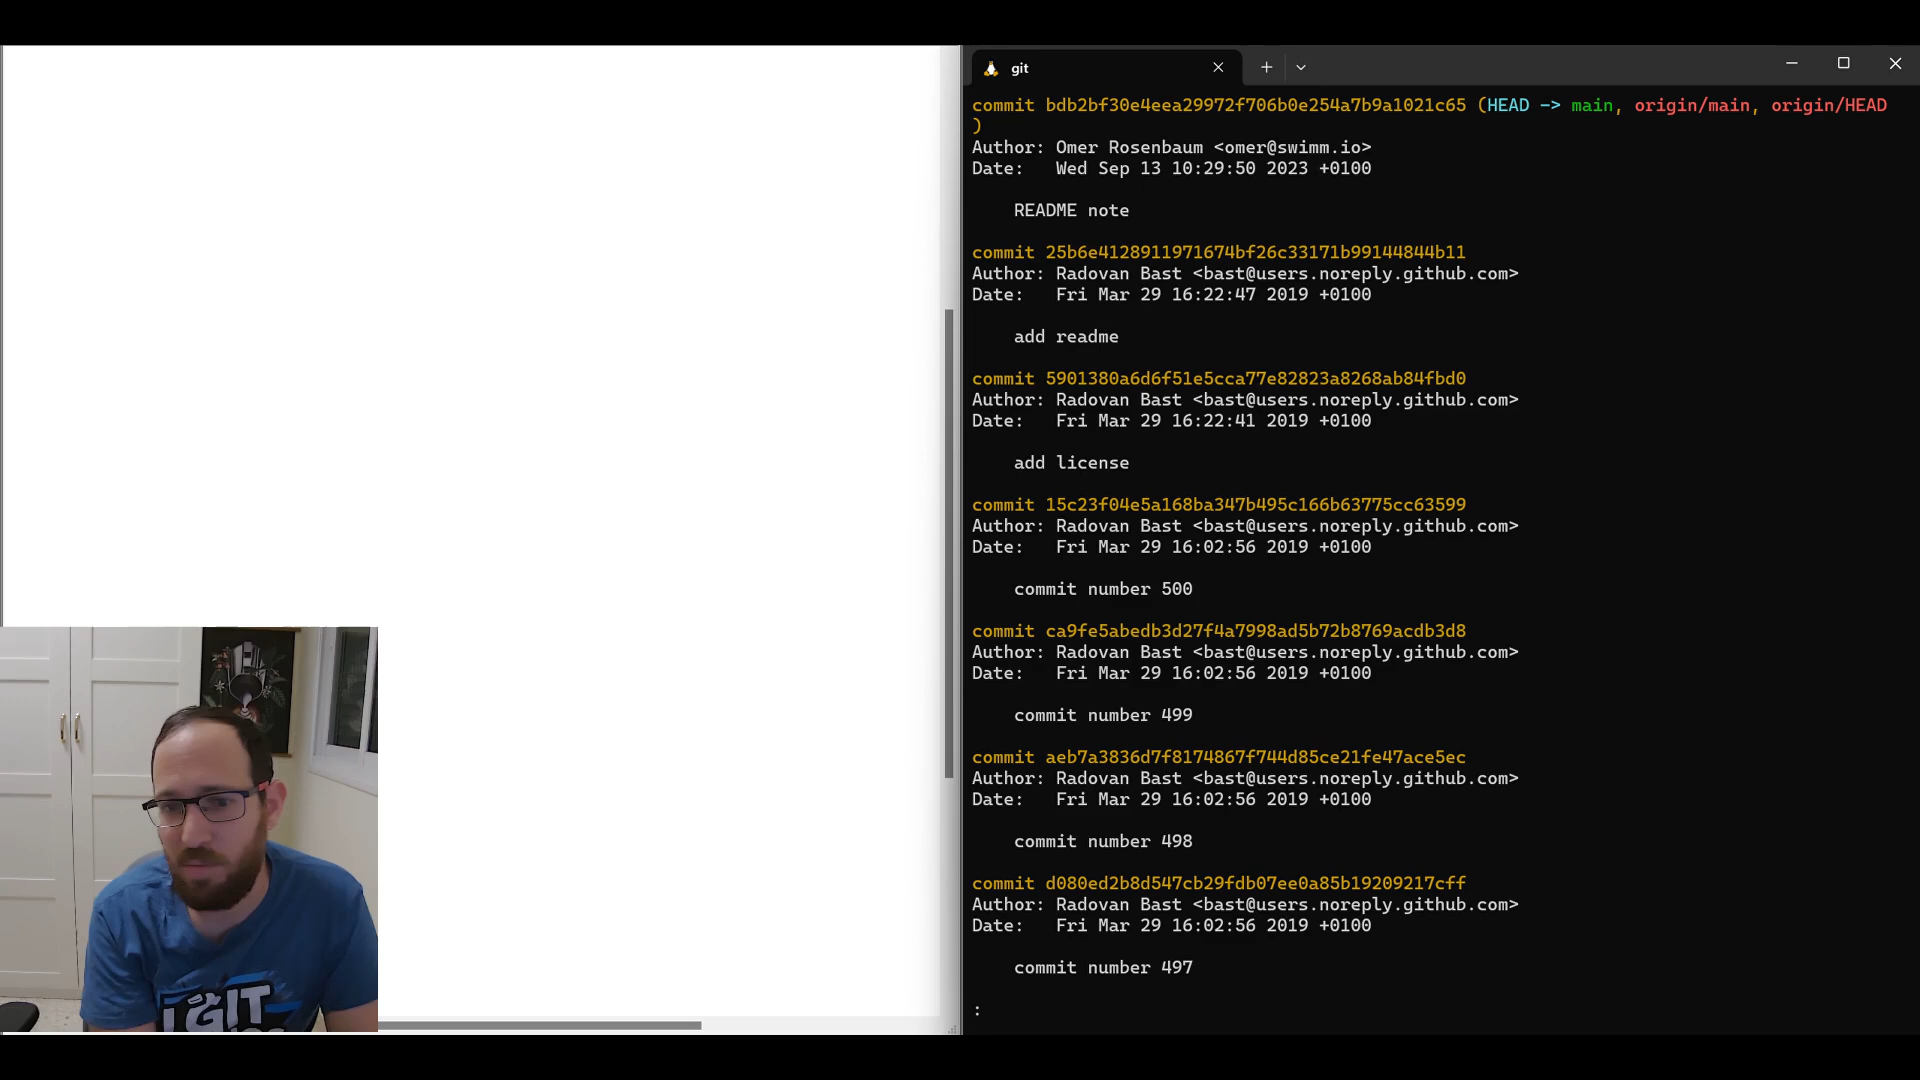 git
commit bdb2bf30e4eea29972f706b0e254a7b9a1021c65 (HEAD -> main, origin/main, origin/HEAD
)
Author: Omer Rosenbaum <omer@swimm.io>
Date:   Wed Sep 13 10:29:50 2023 +0100
README note
commit 25b6e4128911971674bf26c33171b99144844b11
Author: Radovan Bast <bast@users.noreply.github.com>
Date:   Fri Mar 29 16:22:47 2019 +0100
add readme
commit 5901380a6d6f51e5cca77e82823a8268ab84fbd0
Author: Radovan Bast <bast@users.noreply.github.com>
Date:   Fri Mar 29 16:22:41 2019 +0100
add license
commit 15c23f04e5a168ba347b495c166b63775cc63599
Author: Radovan Bast <bast@users.noreply.github.com>
Date:   Fri Mar 29 16:02:56 2019 +0100
commit number 500
commit ca9fe5abedb3d27f4a7998ad5b72b8769acdb3d8
Author: Radovan Bast <bast@users.noreply.github.com>
Date:   Fri Mar 29 16:02:56 2019 +0100
commit number 499
commit aeb7a3836d7f8174867f744d85ce21fe47ace5ec
Author: Radovan Bast <bast@users.noreply.github.com>
Date:   Fri Mar 29 16:02:56 2019 +0100
commit number 498
commit d080ed2b8d547cb29fdb07ee0a85b19209217cff
Author: Radovan Bast <bast@users.noreply.github.com>
Date:   Fri Mar 29 16:02:56 2019 +0100
commit number 497
:
GIT